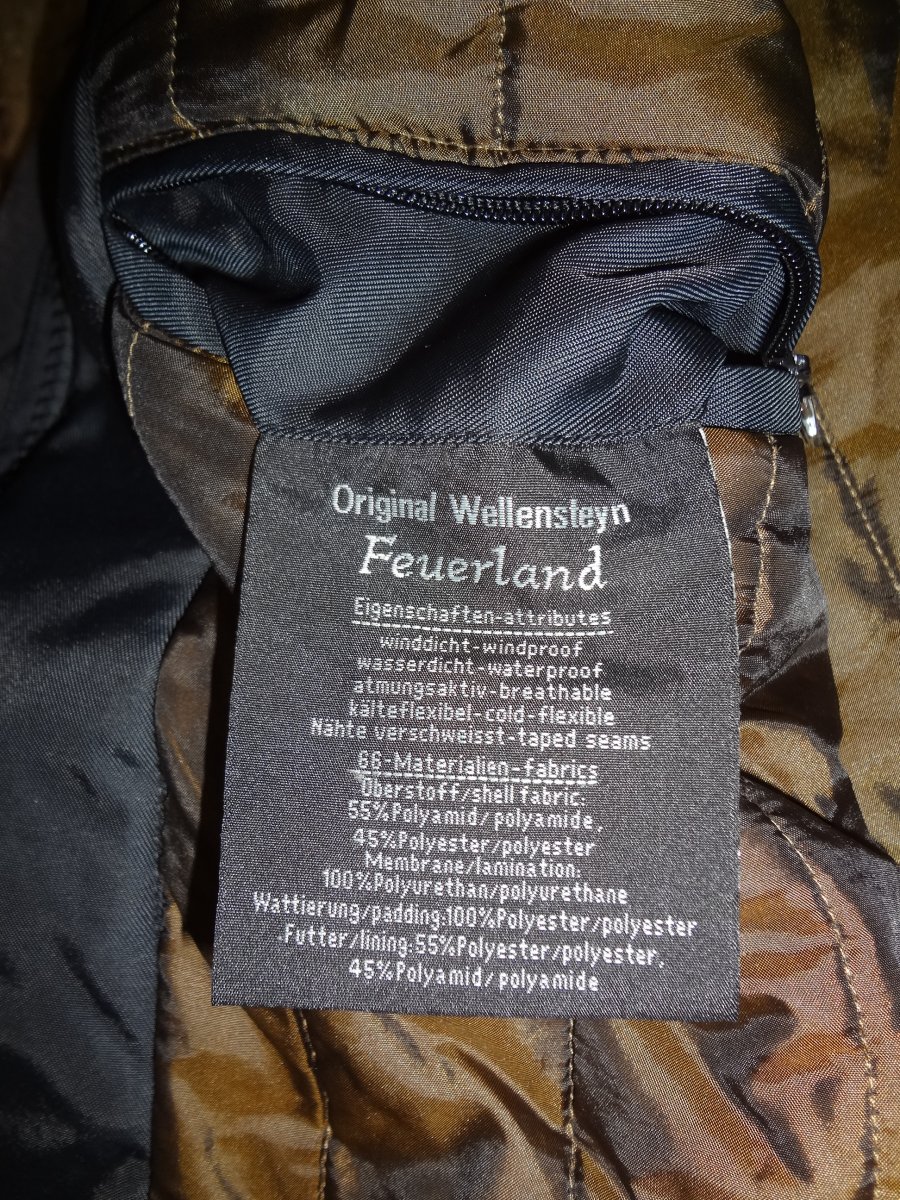 Original Wellensteyn
Feuerland
Eigenschaften-attributes
winddicht-windproof
wasserdicht-waterproof
atmungsaktiv-breathable
kälteflexibel-cold-flexible
Nähte verschweisst-taped seams
66-Materialien-fabrics
Überstoff/shell fabric:
55%Polyamid/polyamide,
45%Polyester/polyester
Membrane/lamination:
100%Polyurethan/polyurethane
Wattierung/padding:100%Polyester/polyester
Futter/lining:55%Polyester/polyester,
45%Polyamid/polyamide